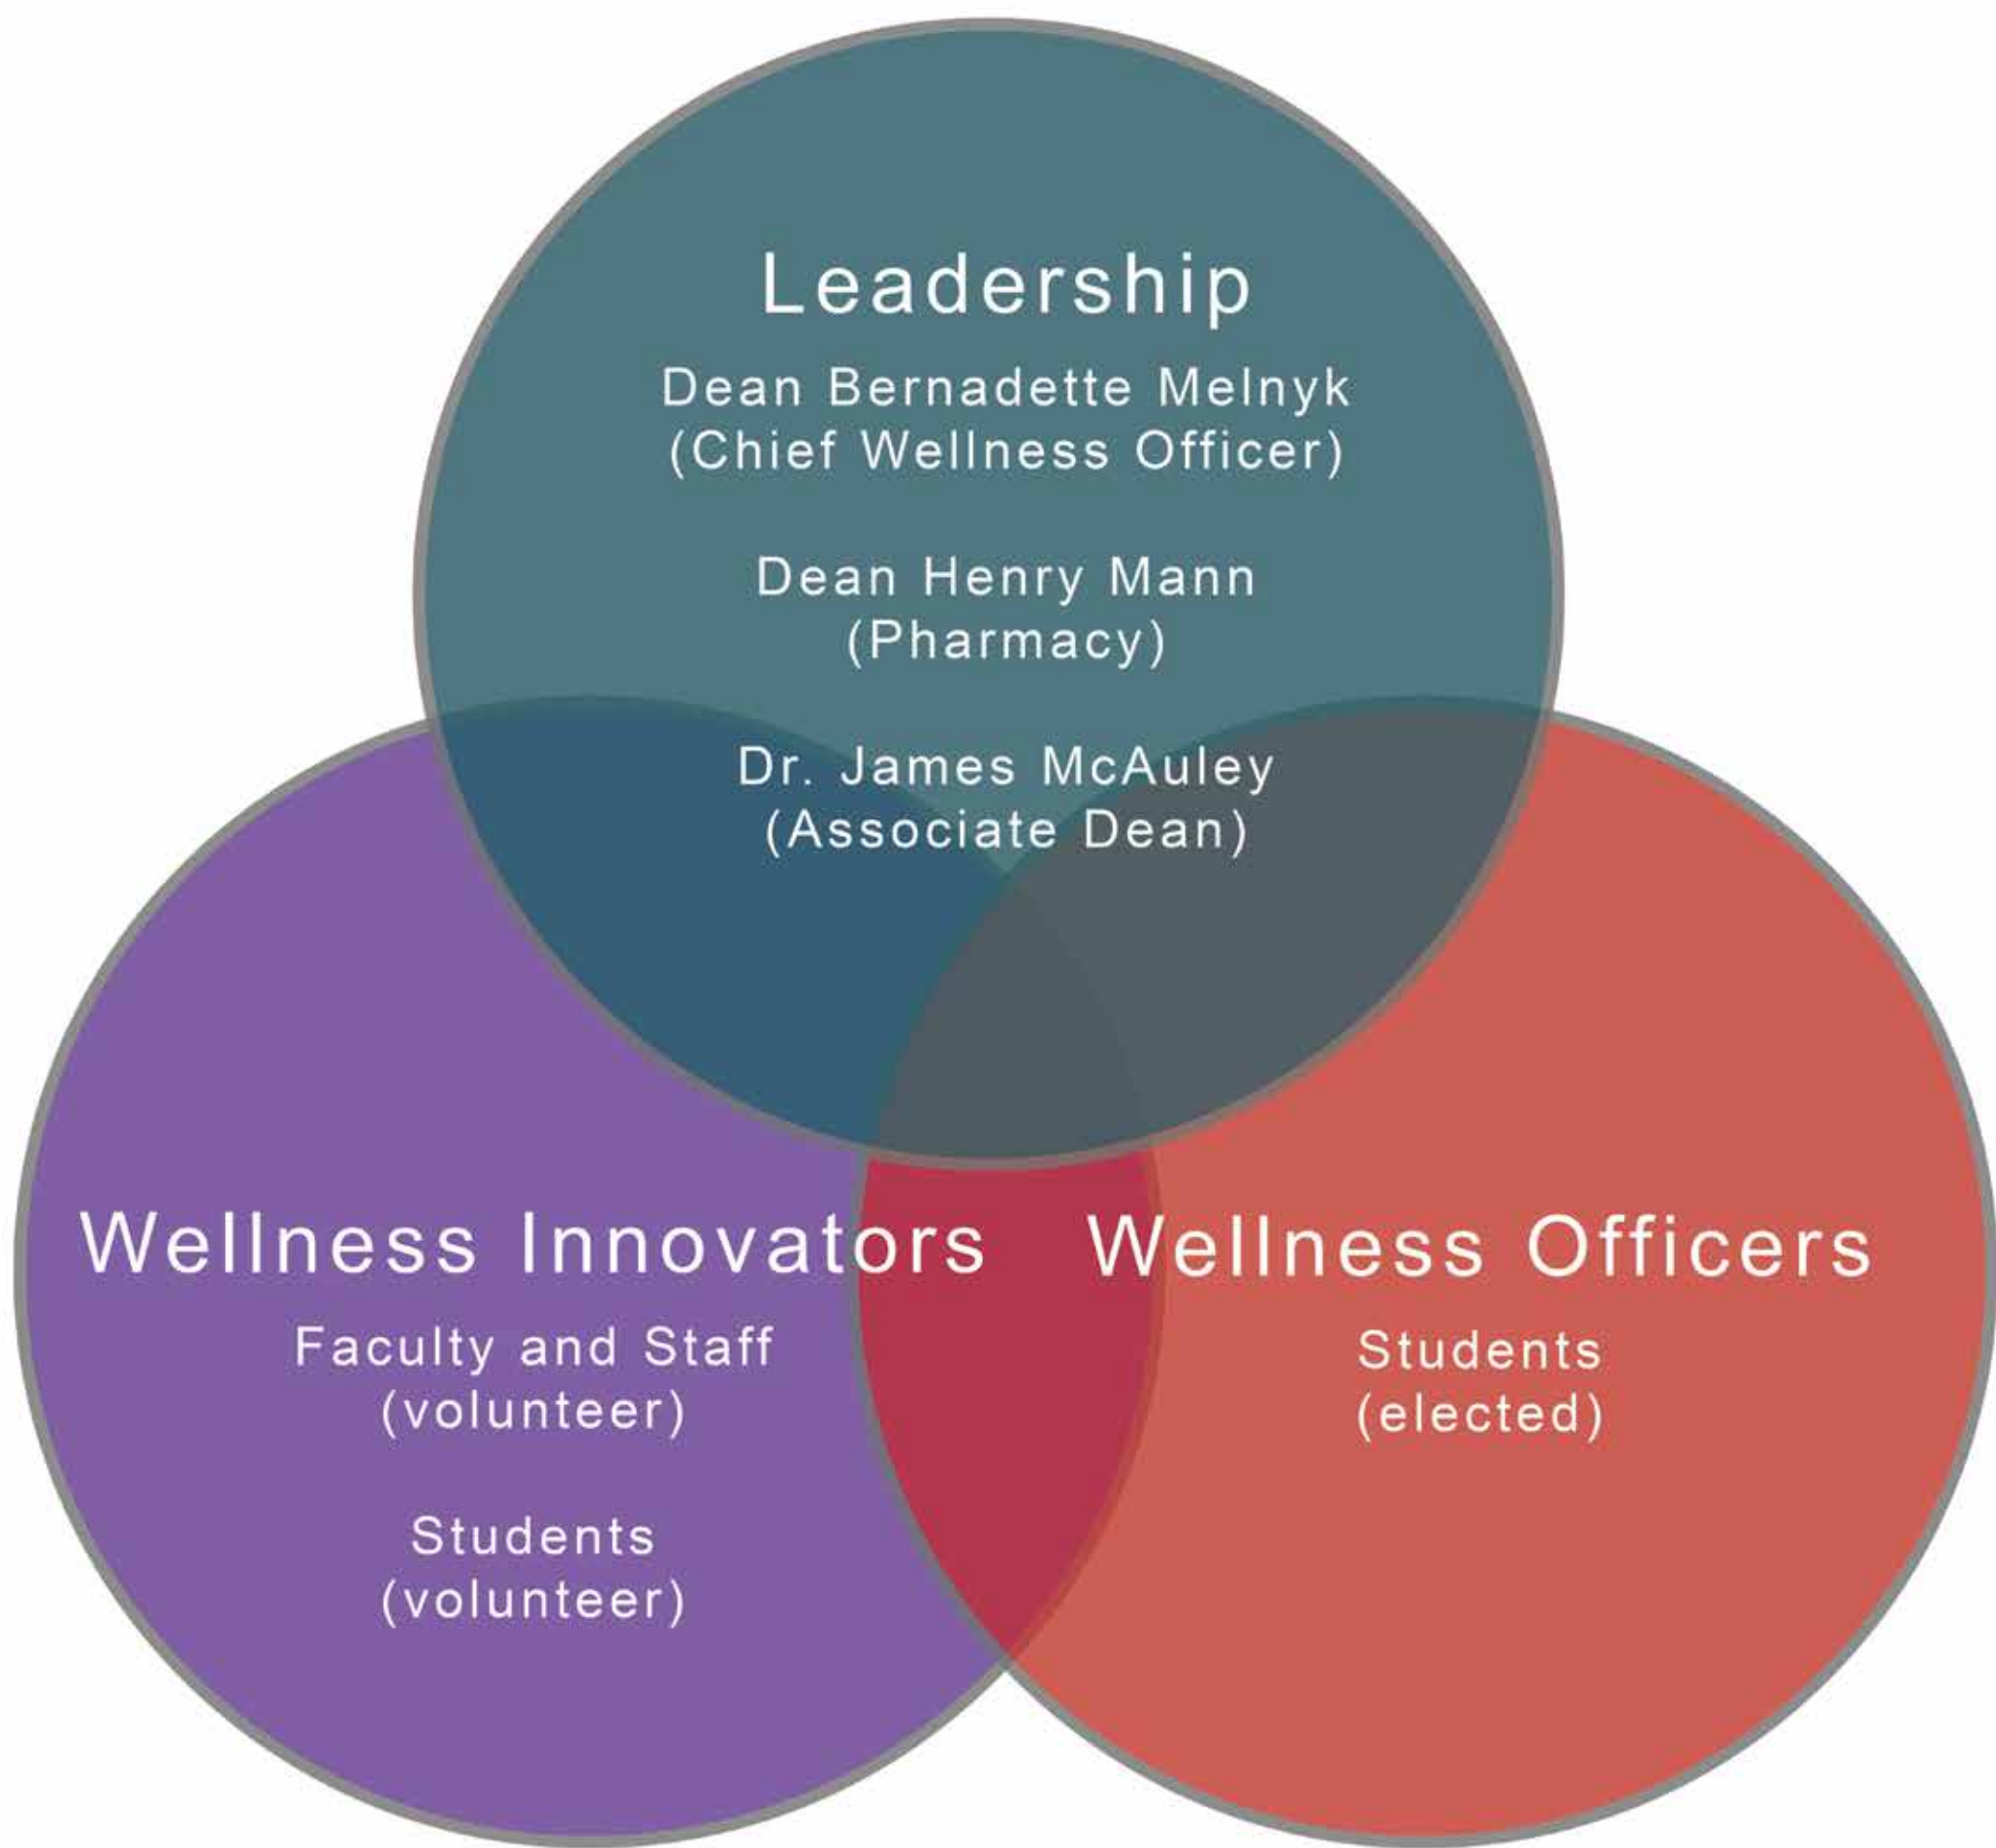 Leadership
Dean Bernadette Melnyk
(Chief Wellness Officer)
Dean Henry Mann
(Pharmacy)
Dr. James McAuley
(Associate Dean)
Wellness Innovators
Faculty and Staff
(volunteer)
Students
(volunteer)
Wellness Officers
Students
(elected)